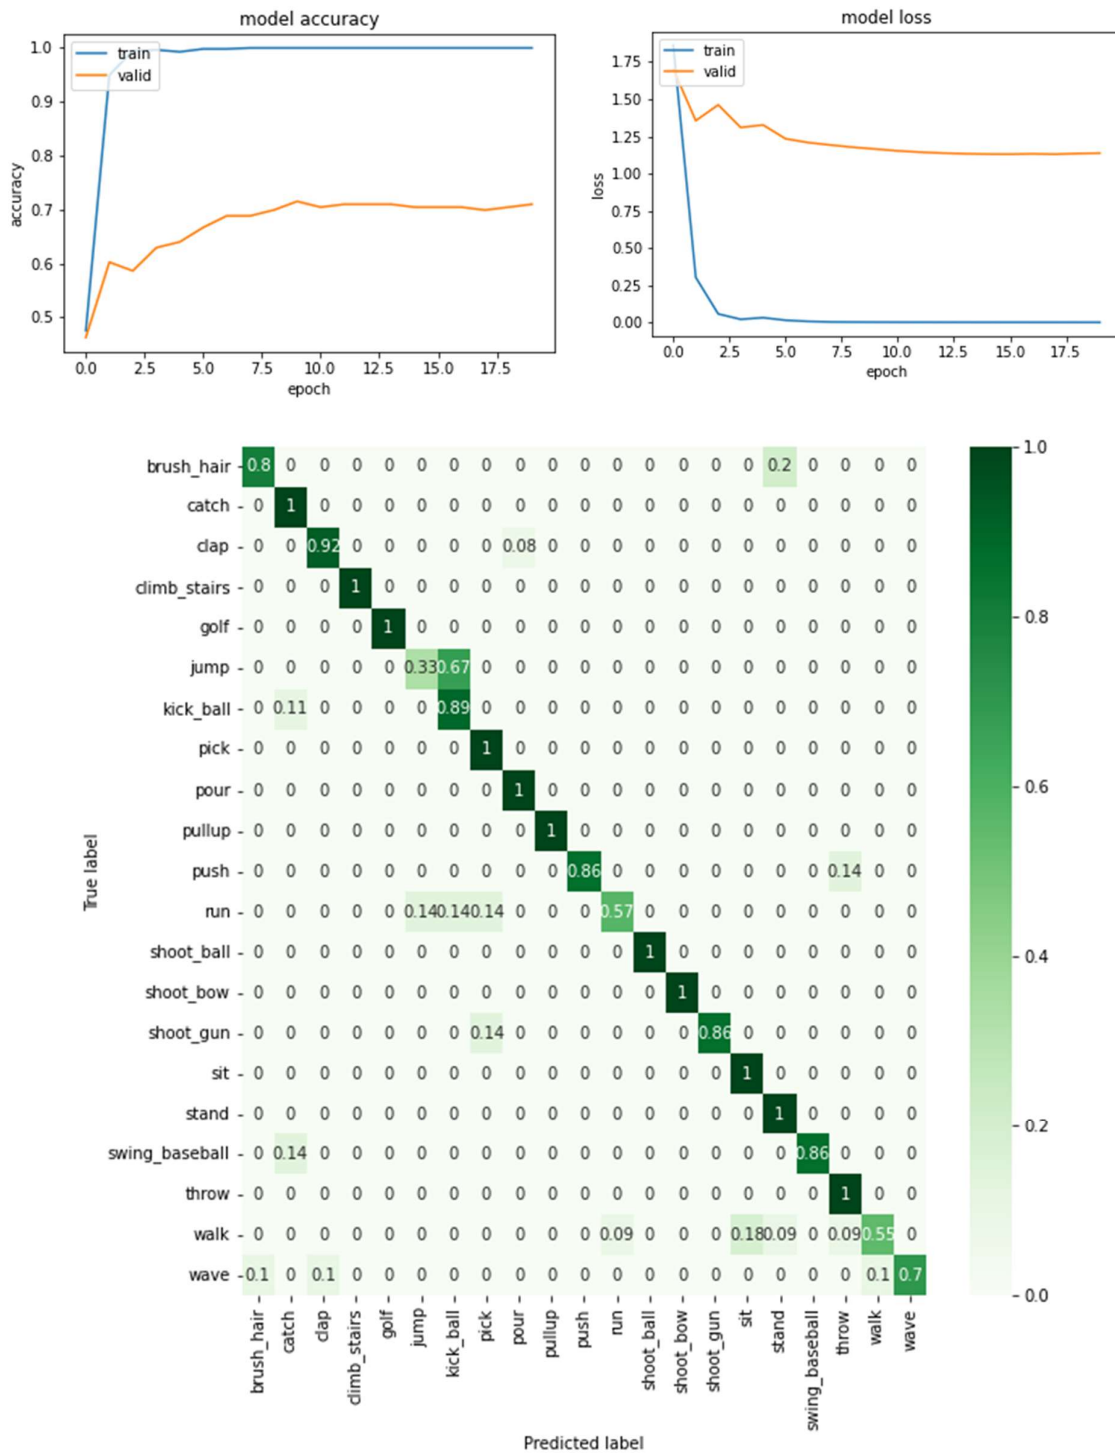 model accuracy
train
valid
1.0
0.9
0.8
0.7
0.6
0.5
accuracy
0.0 2.5 5.0 7.5 10.0 12.5 15.0 17.5
epoch
model loss
train
valid
1.75
1.50
1.25
1.00
0.75
0.50
0.25
0.00
loss
0.0 2.5 5.0 7.5 10.0 12.5 15.0 17.5
epoch
True label
brush_hair 0.8 0 0 0 0 0 0 0 0 0 0 0 0 0 0 0 0.2 0 0 0 0
catch 0 1 0 0 0 0 0 0 0 0 0 0 0 0 0 0 0 0 0 0 0
clap 0 0 0.92 0 0 0 0 0 0.08 0 0 0 0 0 0 0 0 0 0 0 0
climb_stairs 0 0 0 1 0 0 0 0 0 0 0 0 0 0 0 0 0 0 0 0 0
golf 0 0 0 0 1 0 0 0 0 0 0 0 0 0 0 0 0 0 0 0 0
jump 0 0 0 0 0 0.33 0.67 0 0 0 0 0 0 0 0 0 0 0 0 0 0
kick_ball 0 0.11 0 0 0 0 0.89 0 0 0 0 0 0 0 0 0 0 0 0 0 0
pick 0 0 0 0 0 0 0 1 0 0 0 0 0 0 0 0 0 0 0 0 0
pour 0 0 0 0 0 0 0 0 1 0 0 0 0 0 0 0 0 0 0 0 0
pullup 0 0 0 0 0 0 0 0 0 1 0 0 0 0 0 0 0 0 0 0 0
push 0 0 0 0 0 0 0 0 0 0 0.86 0 0 0 0 0 0 0 0.14 0 0
run 0 0 0 0 0 0.14 0.14 0.14 0 0 0 0.57 0 0 0 0 0 0 0 0 0
shoot_ball 0 0 0 0 0 0 0 0 0 0 0 0 1 0 0 0 0 0 0 0 0
shoot_bow 0 0 0 0 0 0 0 0 0 0 0 0 0 1 0 0 0 0 0 0 0
shoot_gun 0 0 0 0 0 0 0 0.14 0 0 0 0 0 0 0.86 0 0 0 0 0 0
sit 0 0 0 0 0 0 0 0 0 0 0 0 0 0 0 1 0 0 0 0 0
stand 0 0 0 0 0 0 0 0 0 0 0 0 0 0 0 0 1 0 0 0 0
swing_baseball 0 0.14 0 0 0 0 0 0 0 0 0 0 0 0 0 0 0 0.86 0 0 0
throw 0 0 0 0 0 0 0 0 0 0 0 0 0 0 0 0 0 0 1 0 0
walk 0 0 0 0 0 0 0 0 0 0 0 0.09 0 0 0 0.18 0.09 0 0.09 0.55 0
wave 0.1 0 0.1 0 0 0 0 0 0 0 0 0 0 0 0 0 0 0 0 0.1 0.7
brush_hair catch clap climb_stairs golf jump kick_ball pick pour pullup push run shoot_ball shoot_bow shoot_gun sit stand swing_baseball throw walk wave
Predicted label
1.0
0.8
0.6
0.4
0.2
0.0